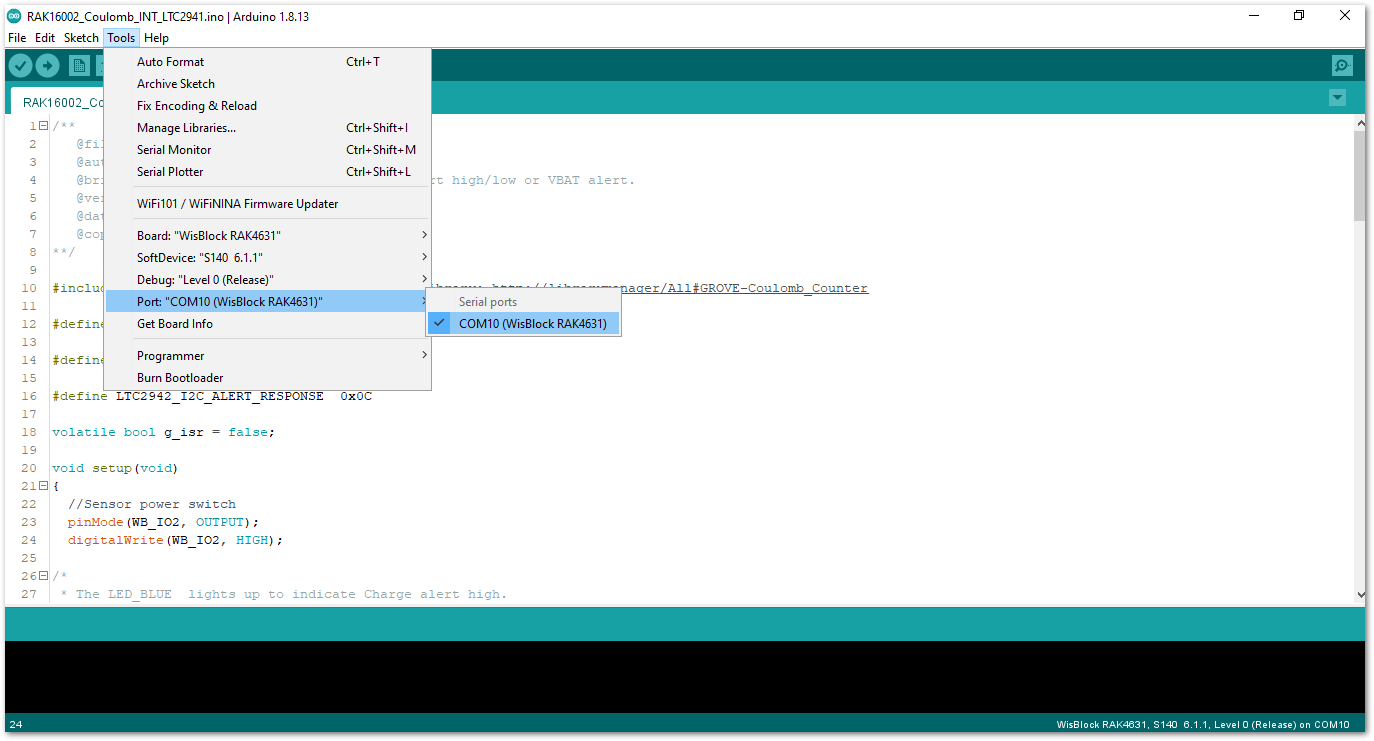 RAK16002_Coulomb_INT_LTC2941.ino | Arduino 1.8.13
File Edit Sketch Tools Help
Auto Format Ctrl+T
Archive Sketch
Fix Encoding & Reload
Manage Libraries... Ctrl+Shift+I
Serial Monitor Ctrl+Shift+M
Serial Plotter Ctrl+Shift+L
WiFi101 / WiFiNINA Firmware Updater
Board: "WisBlock RAK4631"
SoftDevice: "S140 6.1.1"
Debug: "Level 0 (Release)"
Port: "COM10 (WisBlock RAK4631)"
Get Board Info
Programmer
Burn Bootloader
Serial ports
COM10 (WisBlock RAK4631)
RAK16002_Co
1 /**
2 @fil
3 @aut
4 @bri rt high/low or VBAT alert.
5 @ver
6 @dat
7 @cop
8 **/
9
10 #includ http://librarymanager/All#GROVE-Coulomb_Counter
11
12 #define
13
14 #define
15
16 #define LTC2942_I2C_ALERT_RESPONSE 0x0C
17
18 volatile bool g_isr = false;
19
20 void setup(void)
21 {
22 //Sensor power switch
23 pinMode(WB_IO2, OUTPUT);
24 digitalWrite(WB_IO2, HIGH);
25
26 /*
27 * The LED_BLUE lights up to indicate Charge alert high.
24 WisBlock RAK4631, S140 6.1.1, Level 0 (Release) on COM10